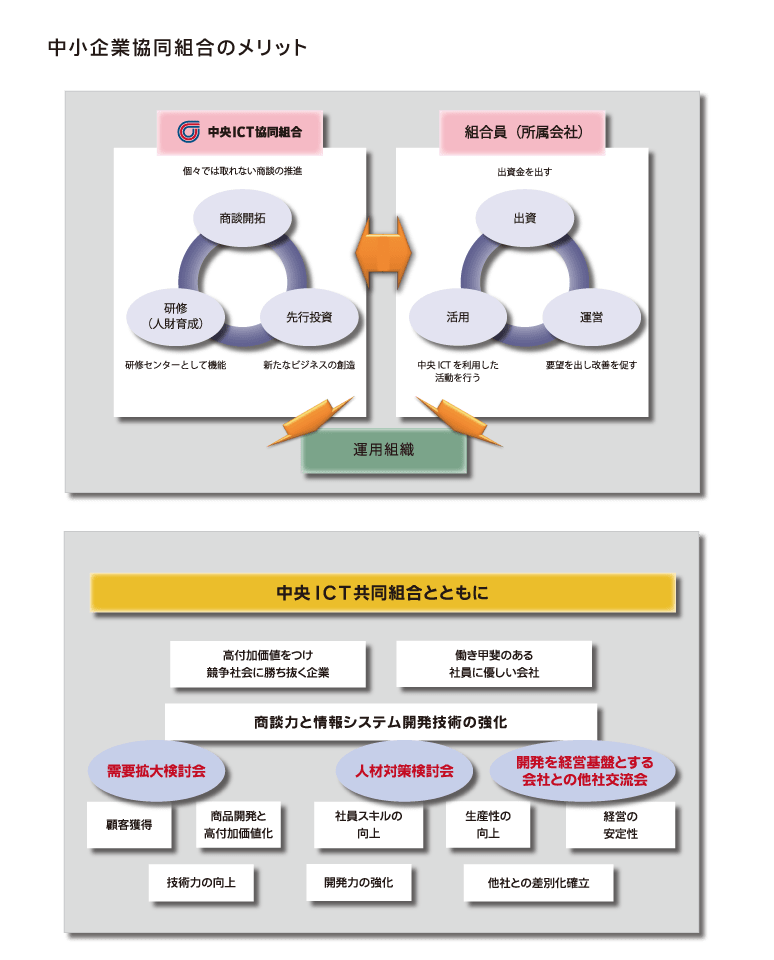 中小企業協同組合のメリット
中央ICT協同組合
個々では取れない商談の推進
商談開拓
研修
(人財育成)
先行投資
研修センターとして機能
新たなビジネスの創造
組合員（所属会社）
出資金を出す
出資
活用
運営
中央ICTを利用した
活動を行う
要望を出し改善を促す
運用組織
中央ICT共同組合とともに
高付加価値をつけ
競争社会に勝ち抜く企業
働き甲斐のある
社員に優しい会社
商談力と情報システム開発技術の強化
需要拡大検討会
人材対策検討会
開発を経営基盤とする
会社との他社交流会
顧客獲得
商品開発と
高付加価値化
社員スキルの
向上
生産性の
向上
経営の
安定性
技術力の向上
開発力の強化
他社との差別化確立